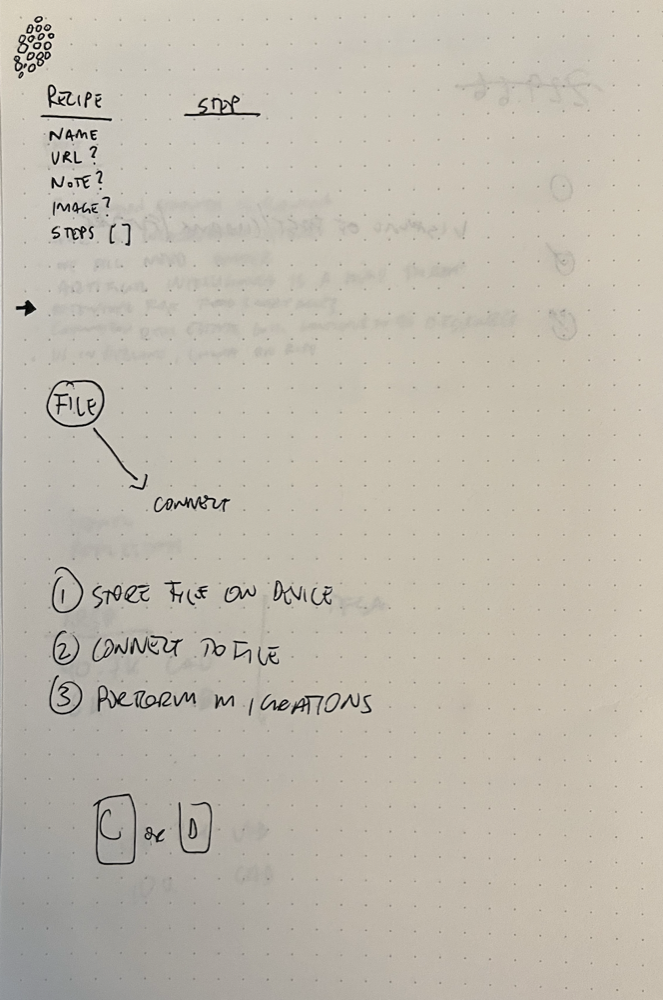 RECIPE
STEP
NAME
URL?
NOTE?
IMAGE?
STEPS []
FILE
CONNECT
① STORE FILE ON DEVICE
② CONNECT TO FILE
③ PERFORM MIGRATIONS
C or D